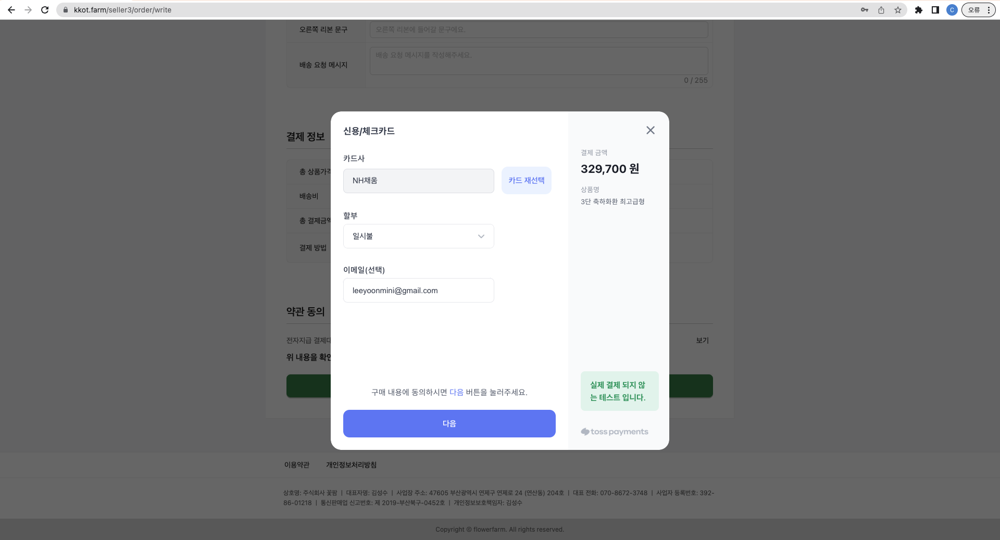 kkot.farm/seller3/order/write
C
오류
오른쪽 리본 문구
오른쪽 리본에 들어갈 문구에요.
배송 요청 메시지
배송 요청 메시지를 작성해주세요.
0 / 255
결제 정보
총 상품가격
배송비
총 결제금액
결제 방법
약관 동의
전자지급 결제대
보기
위 내용을 확인
신용/체크카드
카드사
NH채움
카드 재선택
할부
일시불
이메일(선택)
leeyoonmini@gmail.com
구매 내용에 동의하시면 다음 버튼을 눌러주세요.
다음
결제 금액
329,700 원
상품명
3단 축하화환 최고급형
실제 결제 되지 않
는 테스트 입니다.
toss payments
이용약관
개인정보처리방침
상호명: 주식회사 꽃팜 | 대표자명: 김성수 | 사업장 주소: 47605 부산광역시 연제구 연제로 24 (연산동) 204호 | 대표 전화: 070-8672-3748 | 사업자 등록번호: 392-
86-01218 | 통신판매업 신고번호: 제 2019-부산북구-0452호 | 개인정보보호책임자: 김성수
Copyright © flowerfarm. All rights reserved.